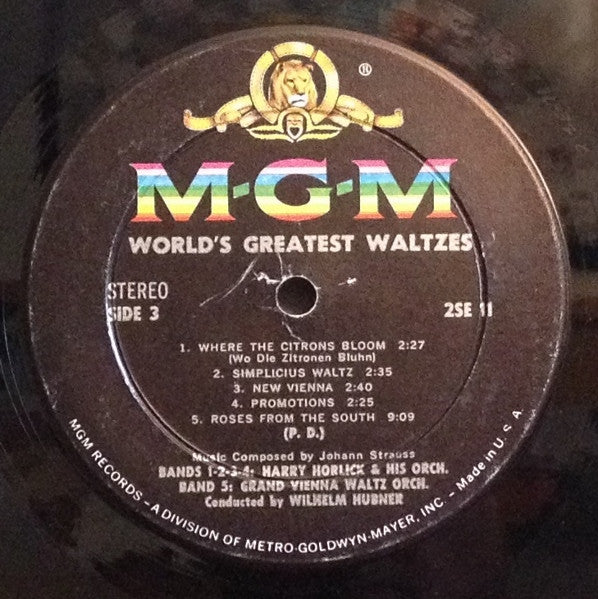 ®
M-G-M
WORLD'S GREATEST WALTZES
STEREO
SIDE 3
2SE 11
1. WHERE THE CITRONS BLOOM 2:27
(Wo Die Zitronen Bluhn)
2. SIMPLICIUS WALTZ 2:35
3. NEW VIENNA 2:40
4. PROMOTIONS 2:25
5. ROSES FROM THE SOUTH 9:09
(P. D.)
Music Composed by Johann Strauss
BANDS 1-2-3-4: HARRY HORLICK & HIS ORCH.
BAND 5: GRAND VIENNA WALTZ ORCH.
Conducted by WILHELM HUBNER
MGM RECORDS – A DIVISION OF METRO-GOLDWYN-MAYER, INC. – Made in U. S. A.